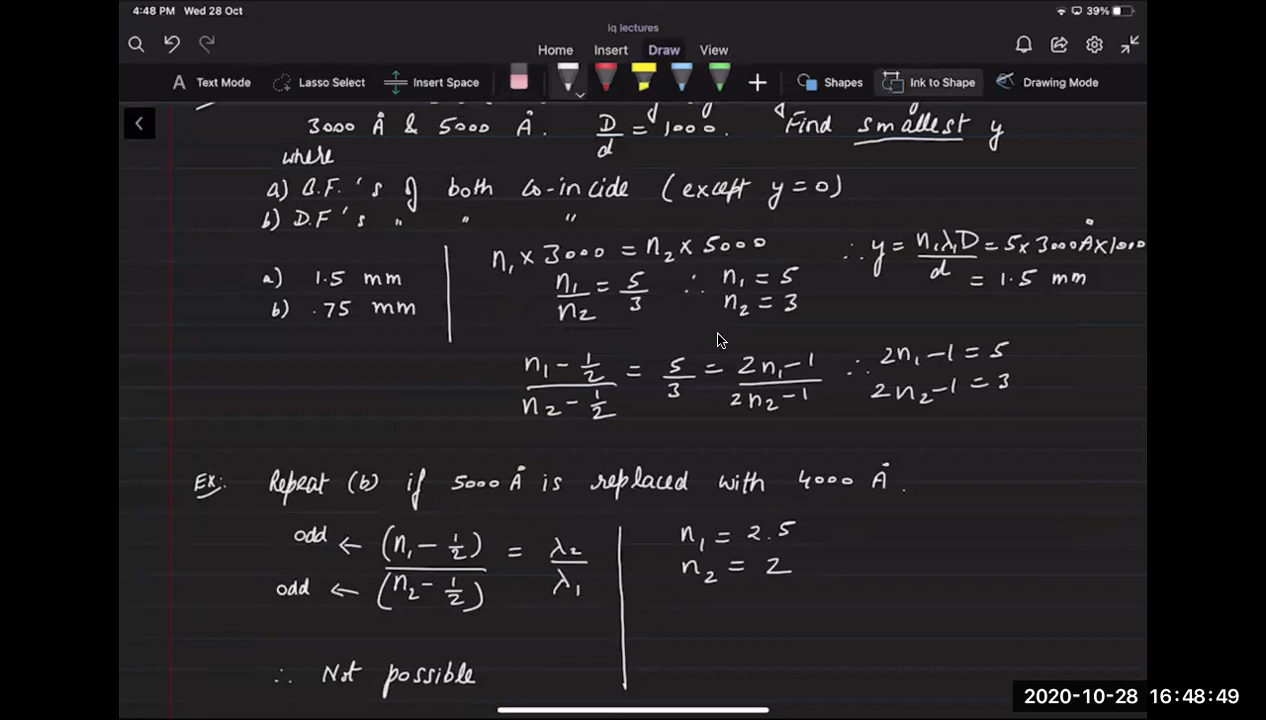 4:48 PM Wed 28 Oct
39%
iq lectures
Home Insert Draw View
Text Mode Lasso Select Insert Space Shapes Ink to Shape Drawing Mode
3000 Å & 5000 Å. D/d = 1000. Find smallest y
where
a) B.F.'s of both co-incide (except y = 0)
b) D.F's " " "
n₁ × 3000 = n₂ × 5000
n₁/n₂ = 5/3 ∴ n₁ = 5
n₂ = 3
∴ y = n₁λ₁D/d = 5 × 3000Å × 1000
= 1.5 mm
a) 1.5 mm
b) .75 mm
(n₁ - 1/2)/(n₂ - 1/2) = 5/3 = (2n₁-1)/(2n₂-1) ∴ 2n₁-1 = 5
2n₂-1 = 3
Ex: Repeat (b) if 5000 Å is replaced with 4000 Å.
odd ← (n₁ - 1/2)
odd ← (n₂ - 1/2) = λ₂/λ₁
n₁ = 2.5
n₂ = 2
∴ Not possible
2020-10-28 16:48:49